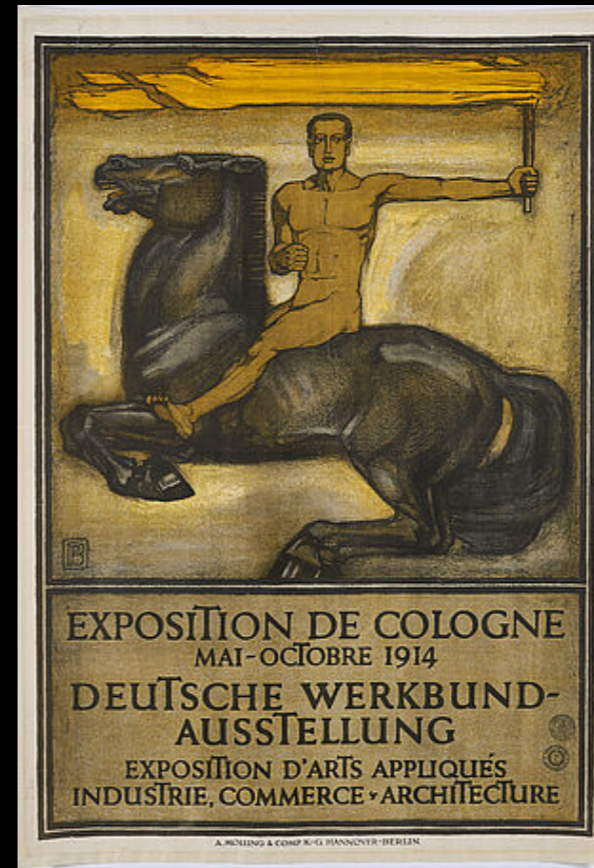 PB
EXPOSITION DE COLOGNE
MAI-OCTOBRE 1914
DEUTSCHE WERKBUND-
AUSSTELLUNG
EXPOSITION D'ARTS APPLIQUÉS
INDUSTRIE, COMMERCE & ARCHITECTURE
A. MOLLING & COMP. K-G. HANNOVER-BERLIN